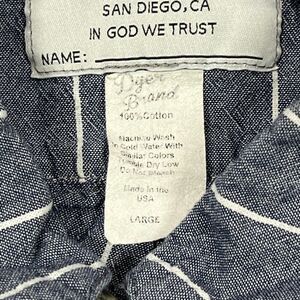 SAN DIEGO, CA
IN GOD WE TRUST
NAME:
Dyer
Brand
100% Cotton
Machine Wash
In Cold Water With
Similar Colors
Tumble Dry Low
Do Not Bleach
Made in the
USA
LARGE